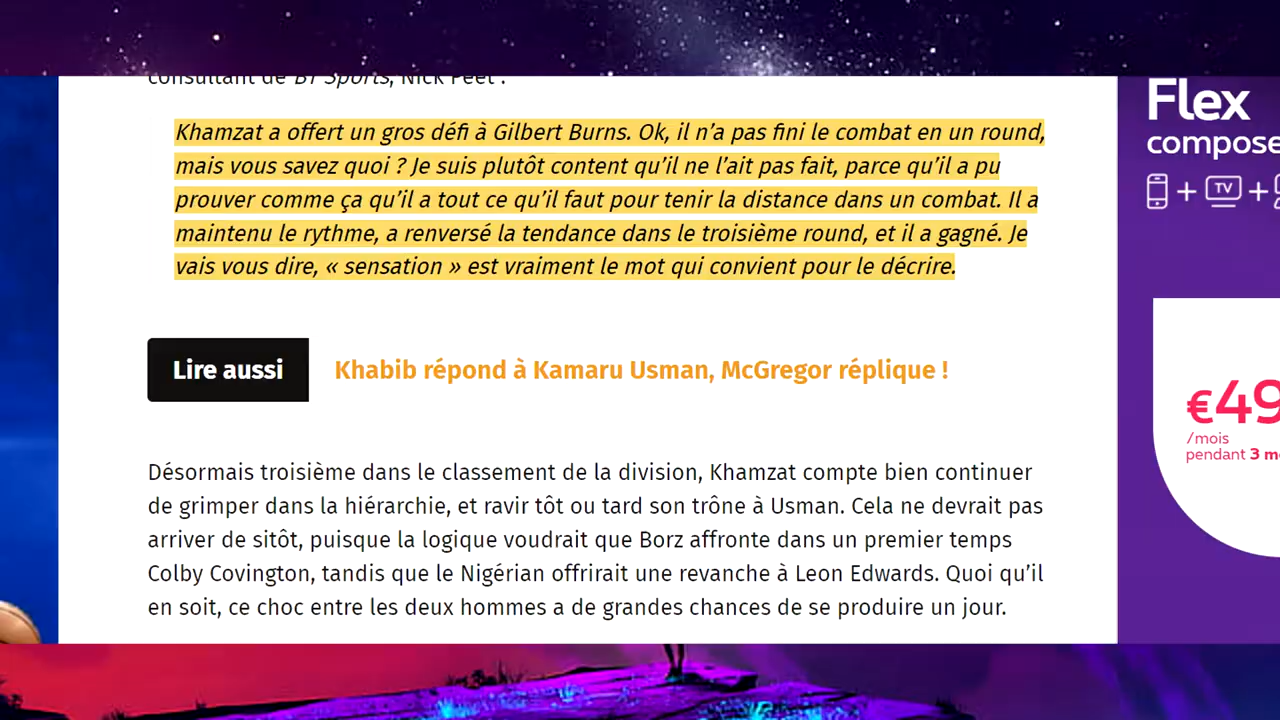 consultant de BT Sports, Nick Peet :
Khamzat a offert un gros défi à Gilbert Burns. Ok, il n’a pas fini le combat en un round,
mais vous savez quoi ? Je suis plutôt content qu’il ne l’ait pas fait, parce qu’il a pu
prouver comme ça qu’il a tout ce qu’il faut pour tenir la distance dans un combat. Il a
maintenu le rythme, a renversé la tendance dans le troisième round, et il a gagné. Je
vais vous dire, « sensation » est vraiment le mot qui convient pour le décrire.
Lire aussi Khabib répond à Kamaru Usman, McGregor réplique !
Désormais troisième dans le classement de la division, Khamzat compte bien continuer
de grimper dans la hiérarchie, et ravir tôt ou tard son trône à Usman. Cela ne devrait pas
arriver de sitôt, puisque la logique voudrait que Borz affronte dans un premier temps
Colby Covington, tandis que le Nigérian offrirait une revanche à Leon Edwards. Quoi qu’il
en soit, ce choc entre les deux hommes a de grandes chances de se produire un jour.
Flex
compose
+ TV +
€49
/mois
pendant 3 m